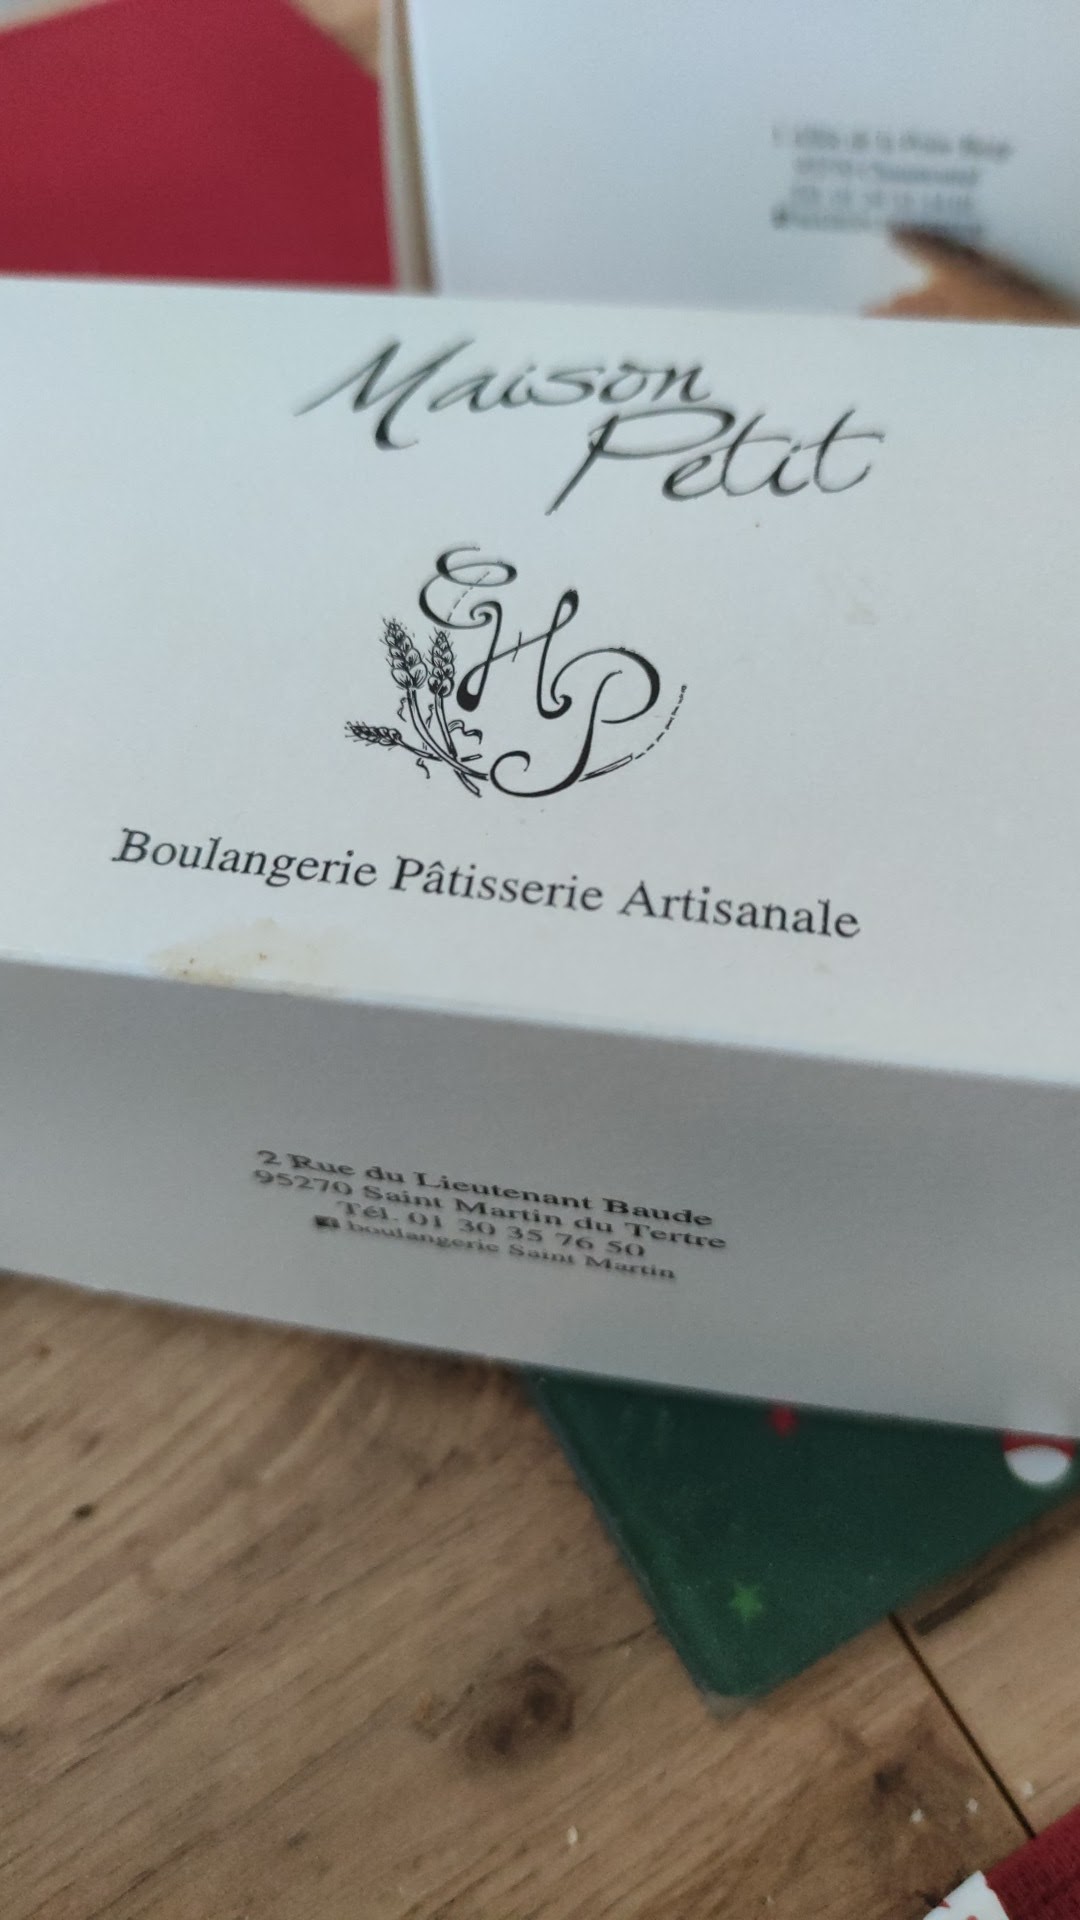 Maison
Petit
EHP
Boulangerie Pâtisserie Artisanale
2 Rue du Lieutenant Baude
95270 Saint Martin du Tertre
Tél. 01 30 35 76 50
boulangerie Saint Martin